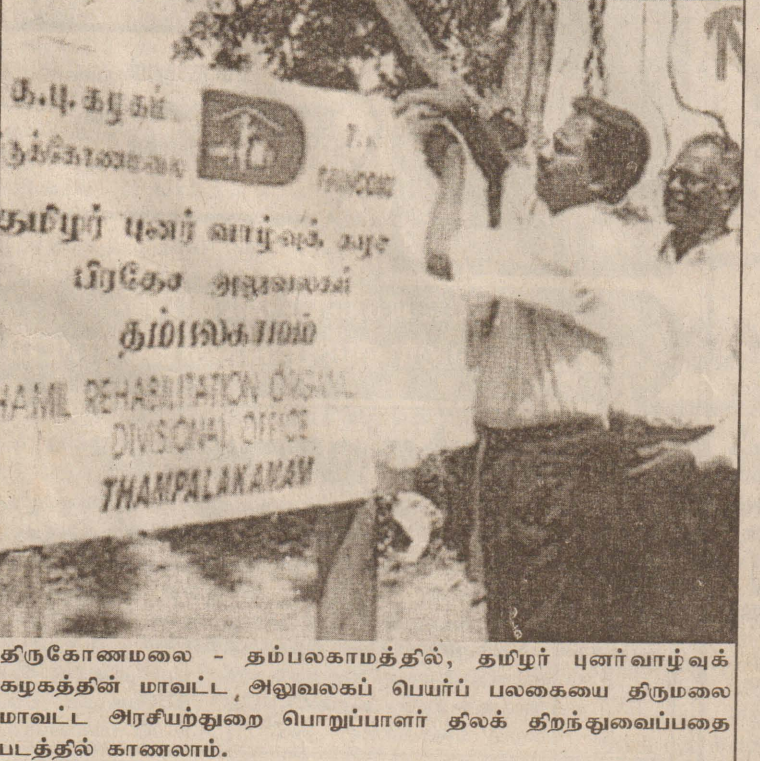 த.பு.கழகம்
தமிழர் புனர் வாழ்வுக் கழக
பிரதேச அலுவலகம்
தம்பலகாமம்
HAMIL REHABILITATION ORGANI
DIVISIONAL OFFICE
THAMPALAKAMAM
திருகோணமலை - தம்பலகாமத்தில், தமிழர் புனர்வாழ்வுக்
கழகத்தின் மாவட்ட அலுவலகப் பெயர்ப் பலகையை திருமலை
மாவட்ட அரசியற்துறை பொறுப்பாளர் திலக் திறந்துவைப்பதை
படத்தில் காணலாம்.